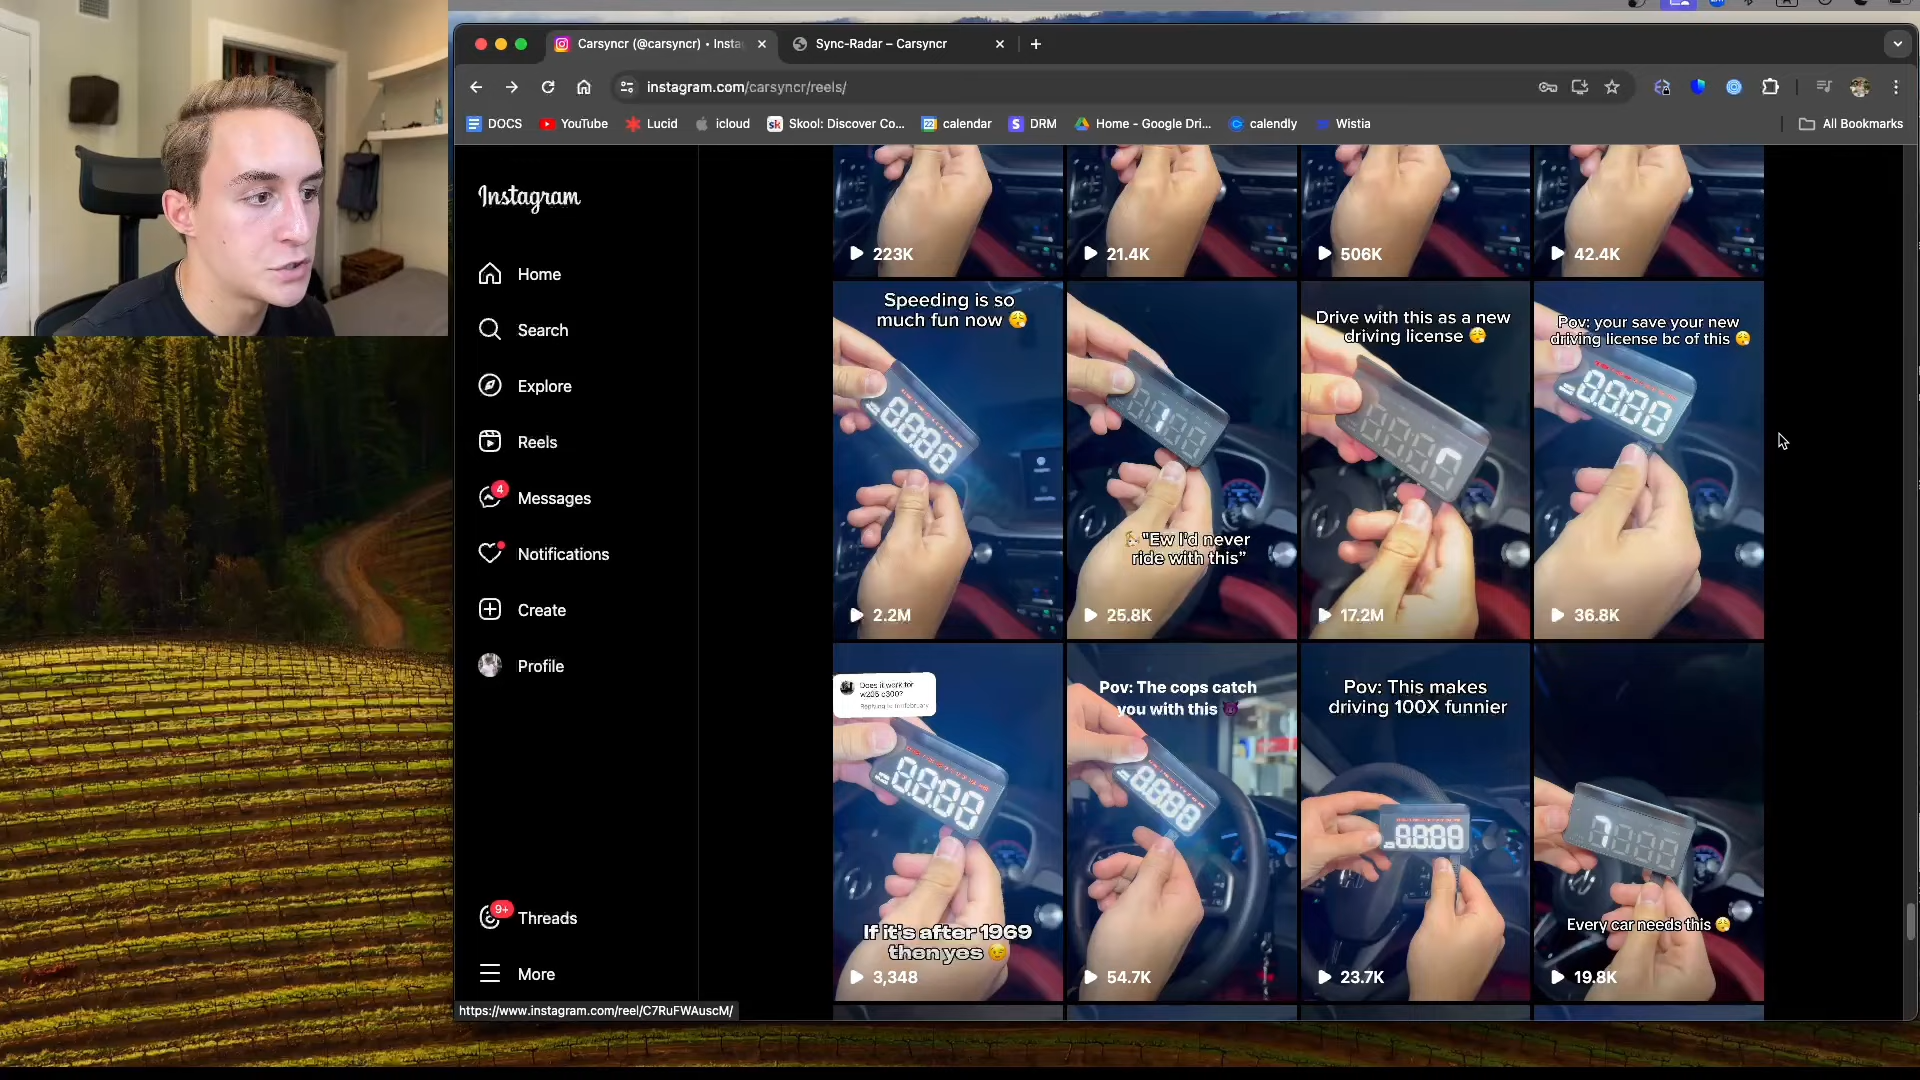 Carsyncr (@carsyncr) • Insta
Sync-Radar – Carsyncr
instagram.com/carsyncr/reels/
DOCS
YouTube
Lucid
icloud
Skool: Discover Co...
calendar
DRM
Home - Google Dri...
calendly
Wistia
All Bookmarks
Instagram
Home
Search
Explore
Reels
4
Messages
Notifications
Create
Profile
9+
Threads
More
223K
21.4K
506K
42.4K
Speeding is so
much fun now 😮‍💨
2.2M
"Ew I'd never
ride with this"
25.8K
Drive with this as a new
driving license 😮‍💨
17.2M
Pov: your save your new
driving license bc of this 😮‍💨
36.8K
Does it work for
If it's after 1969
then yes 😉
3,348
Pov: The cops catch
you with this 😈
54.7K
Pov: This makes
driving 100X funnier
23.7K
Every car needs this 😮‍💨
19.8K
https://www.instagram.com/reel/C7RuFWAuscM/